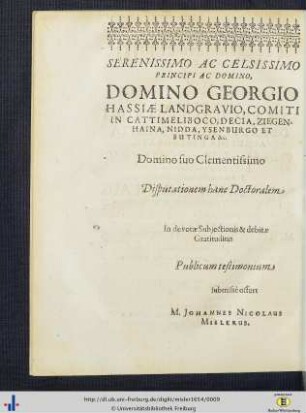 SERENISSIMO AC CELSISSIMO
PRINCIPI AC DOMINO,
DOMINO GEORGIO
HASSIÆ LANDGRAVIO, COMITI
IN CATTIMELIBOCO, DECIA, ZIEGEN-
HAINA, NIDDA, YSENBURGO ET
BUTINGA &c.
Domino suo Clementissimo
Disputationem hanc Doctoralem
In devotæ Subjectionis & debitæ
Gratitudinis
Publicum testimonium
submissè offert
M. JOHANNES NICOLAUS
MISLERUS.
http://dl.ub.uni-freiburg.de/diglit/misler1654/0009
© Universitätsbibliothek Freiburg